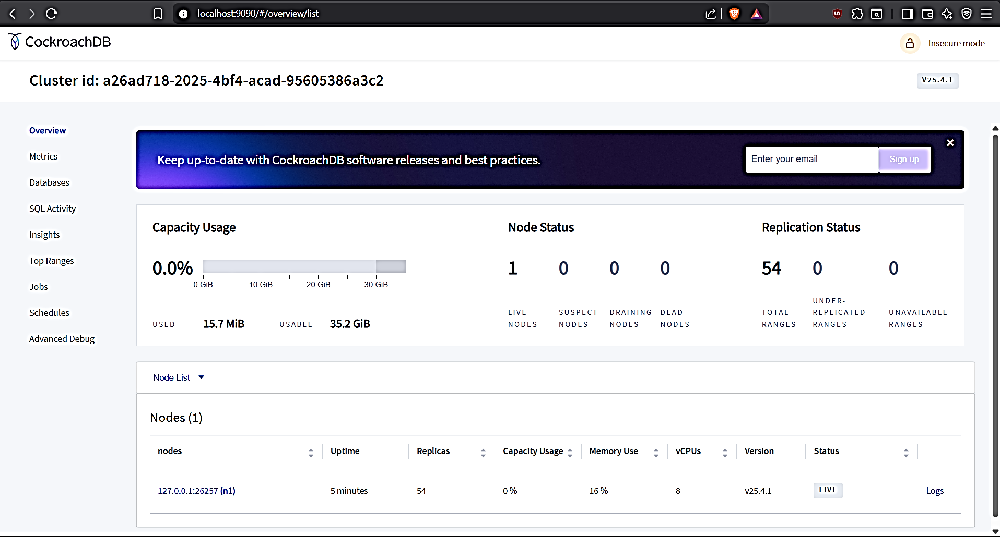 localhost:9090/#/overview/list
CockroachDB
Insecure mode
Cluster id: a26ad718-2025-4bf4-acad-95605386a3c2
V25.4.1
Overview
Metrics
Databases
SQL Activity
Insights
Top Ranges
Jobs
Schedules
Advanced Debug
Keep up-to-date with CockroachDB software releases and best practices.
Enter your email
Sign up
Capacity Usage
0.0%
0 GiB 10 GiB 20 GiB 30 GiB
USED 15.7 MiB USABLE 35.2 GiB
Node Status
1 0 0 0
LIVE NODES
SUSPECT NODES
DRAINING NODES
DEAD NODES
Replication Status
54 0 0
TOTAL RANGES
UNDER-REPLICATED RANGES
UNAVAILABLE RANGES
Node List
Nodes (1)
nodes Uptime Replicas Capacity Usage Memory Use vCPUs Version Status
127.0.0.1:26257 (n1) 5 minutes 54 0 % 16 % 8 v25.4.1 LIVE Logs